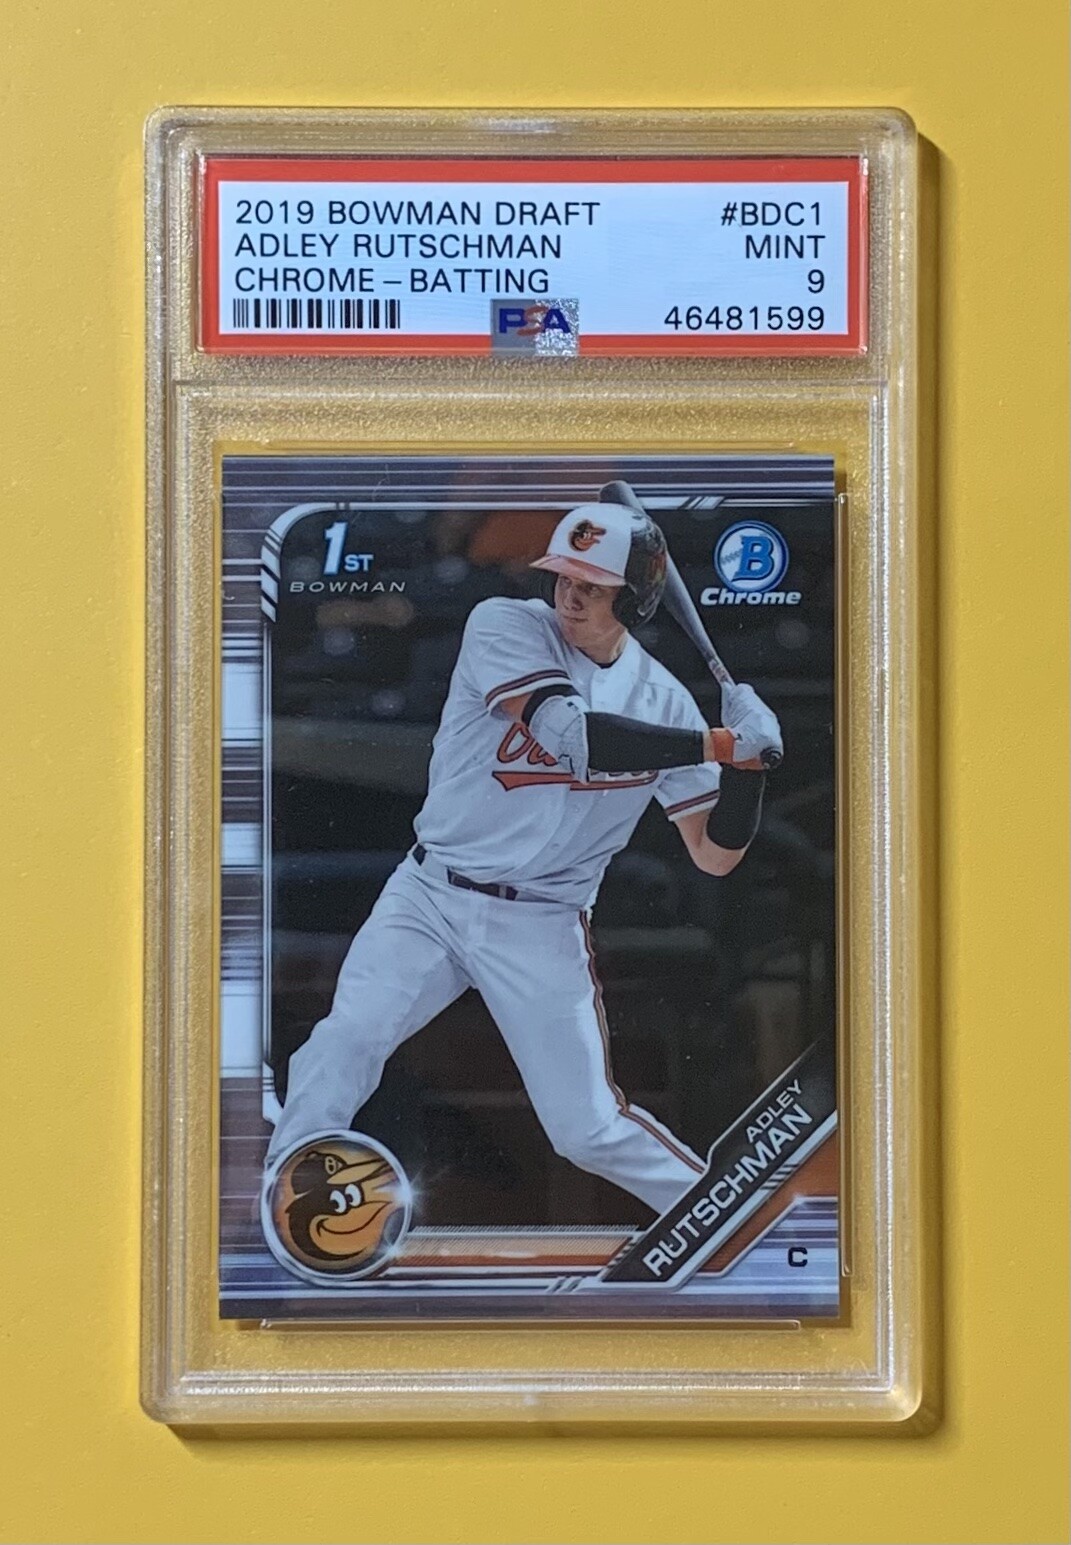 2019 BOWMAN DRAFT #BDC1
ADLEY RUTSCHMAN MINT
CHROME - BATTING 9
PSA 46481599
1ST
BOWMAN
B
Chrome
ADLEY
RUTSCHMAN
C